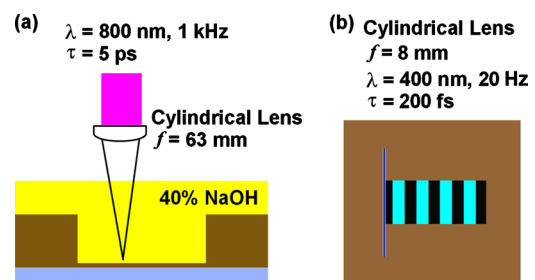 (a)
λ = 800 nm, 1 kHz
τ = 5 ps
Cylindrical Lens
f = 63 mm
40% NaOH
(b) Cylindrical Lens
f = 8 mm
λ = 400 nm, 20 Hz
τ = 200 fs